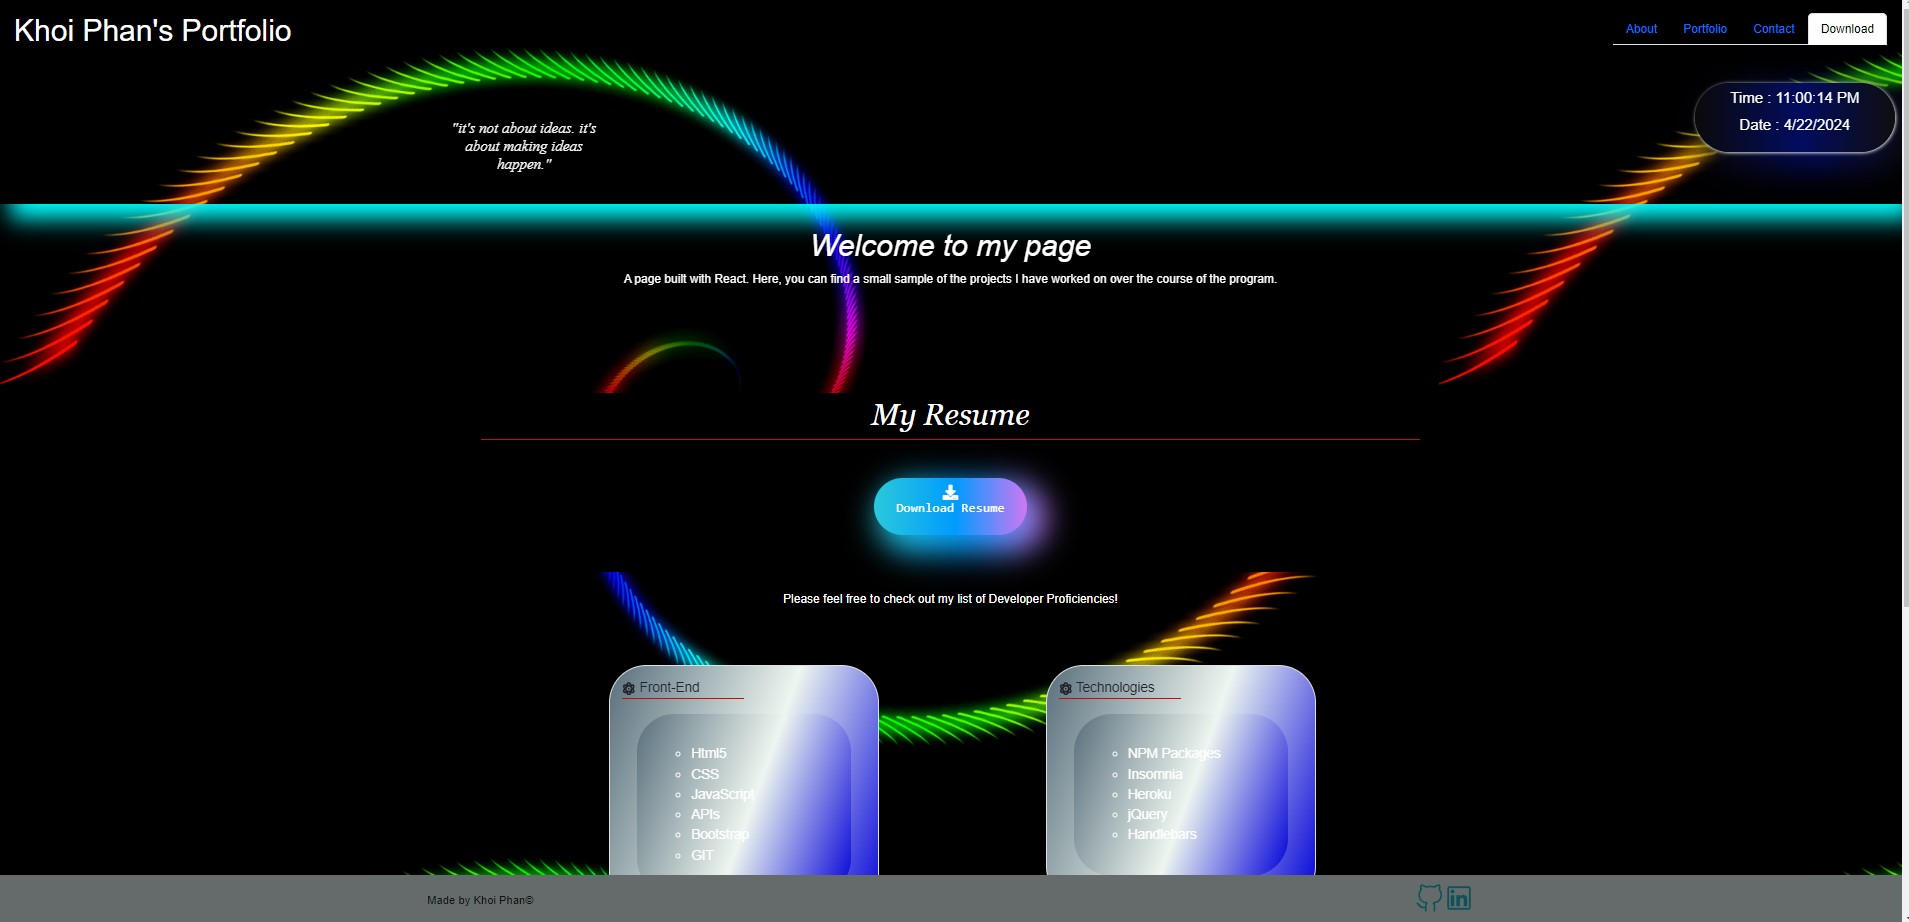 Khoi Phan's Portfolio
About Portfolio Contact Download
Time : 11:00:14 PM
Date : 4/22/2024
"it's not about ideas. it's
about making ideas
happen."
Welcome to my page
A page built with React. Here, you can find a small sample of the projects I have worked on over the course of the program.
My Resume
Download Resume
Please feel free to check out my list of Developer Proficiencies!
Front-End
Html5
CSS
JavaScript
APIs
Bootstrap
GIT
Technologies
NPM Packages
Insomnia
Heroku
jQuery
Handlebars
Made by Khoi Phan©
in